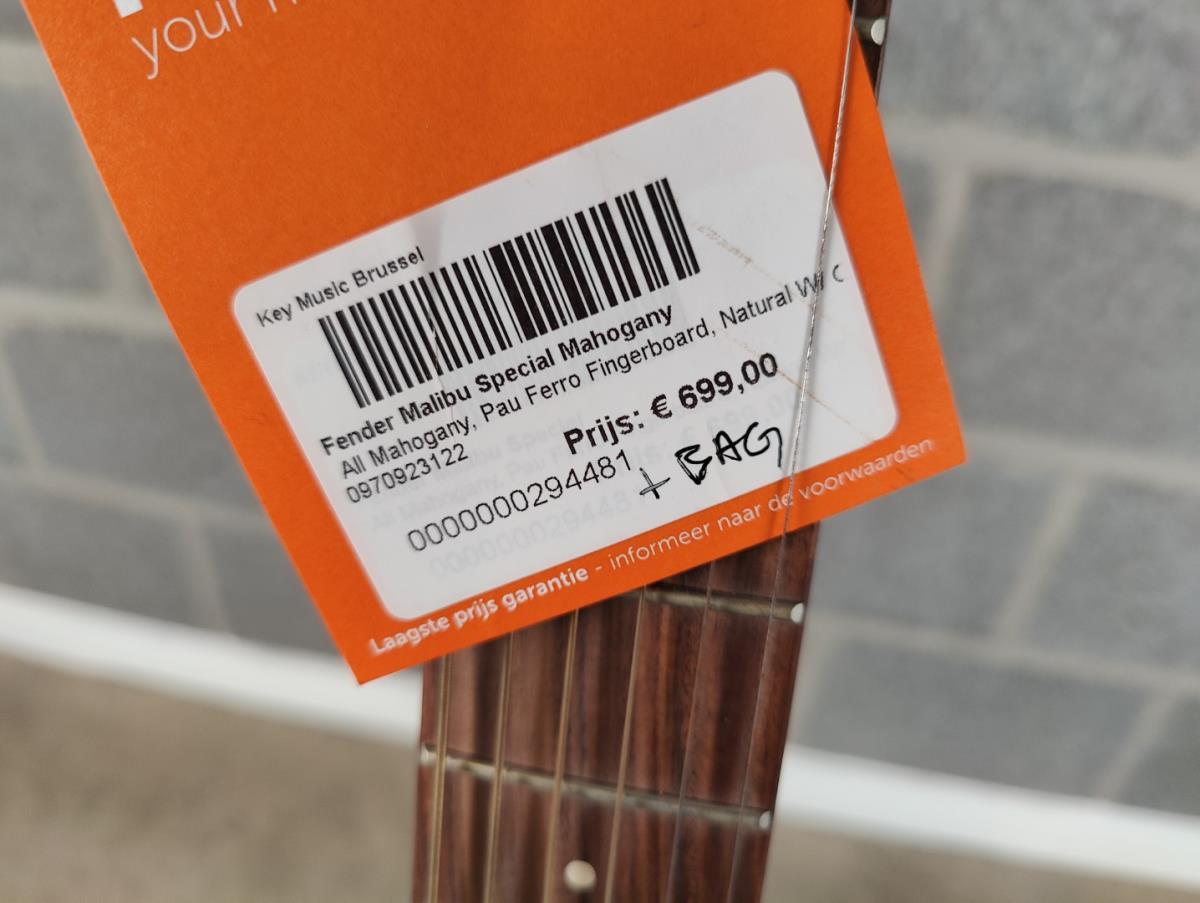 your
Key Music Brussel
Fender Malibu Special Mahogany
All Mahogany, Pau Ferro Fingerboard, Natural
0970923122
Prijs: € 699,00
0000000294481
+ BAG
Laagste prijs garantie - informeer naar de voorwaarden